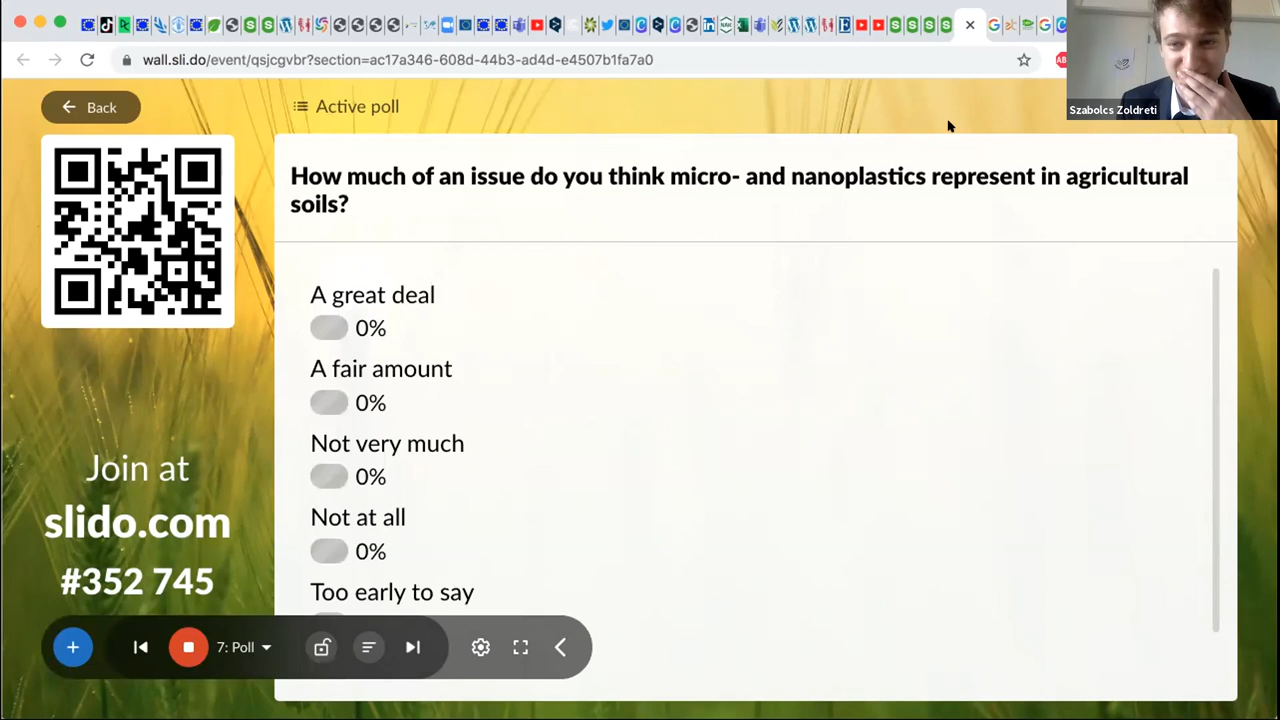 wall.sli.do/event/qsjcgvbr?section=ac17a346-608d-44b3-ad4d-e4507b1fa7a0
Szabolcs Zoldreti
Back
Active poll
How much of an issue do you think micro- and nanoplastics represent in agricultural
soils?
A great deal
0%
A fair amount
0%
Not very much
0%
Not at all
0%
Too early to say
Join at
slido.com
#352 745
7: Poll